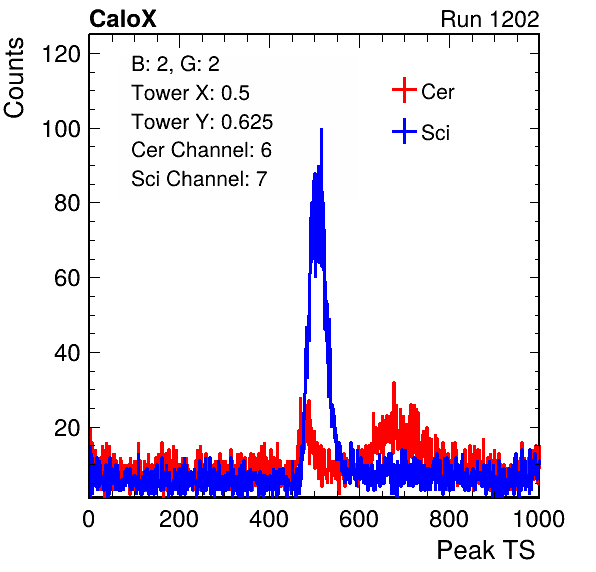 CaloX Run 1202
Counts
120
100
80
60
40
20
B: 2, G: 2
Tower X: 0.5
Tower Y: 0.625
Cer Channel: 6
Sci Channel: 7
Cer
Sci
0 200 400 600 800 1000
Peak TS